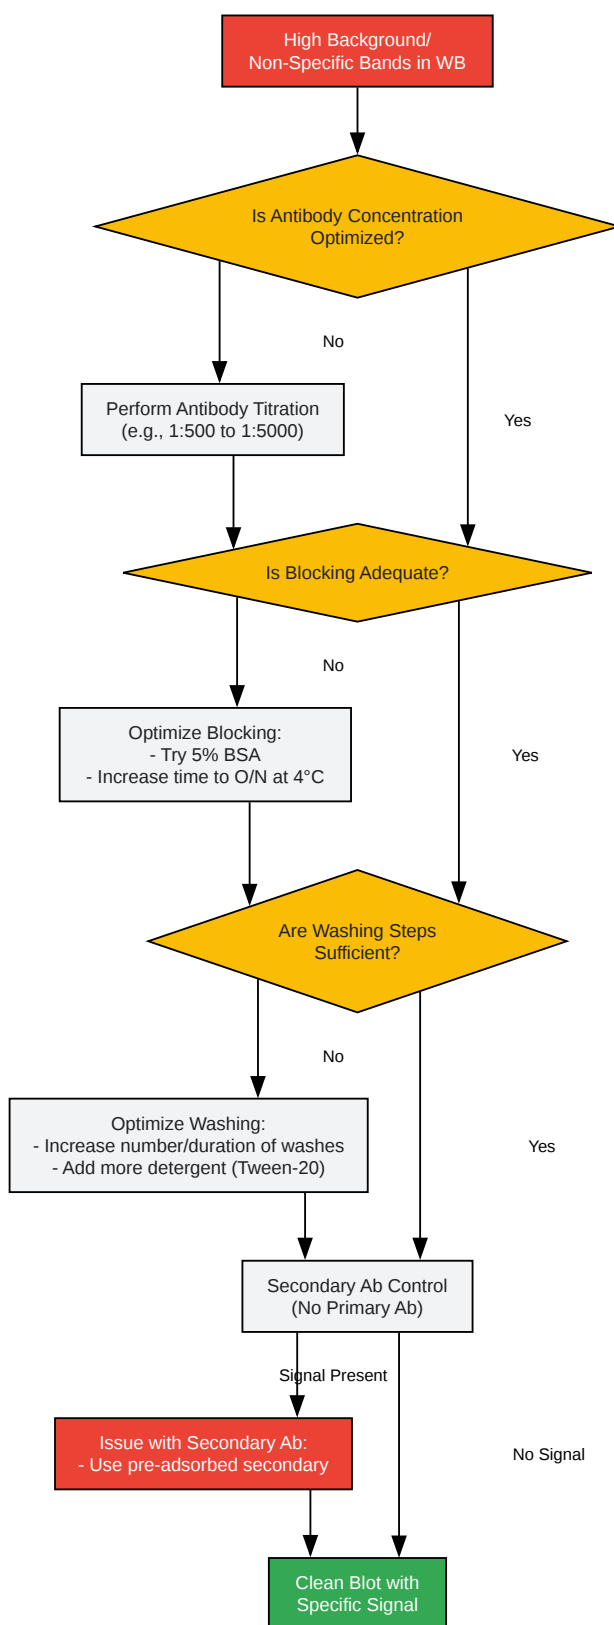 High Background/
Non-Specific Bands in WB
Is Antibody Concentration
Optimized?
No
Perform Antibody Titration
(e.g., 1:500 to 1:5000)
Yes
Is Blocking Adequate?
No
Optimize Blocking:
- Try 5% BSA
- Increase time to O/N at 4°C
Yes
Are Washing Steps
Sufficient?
No
Optimize Washing:
- Increase number/duration of washes
- Add more detergent (Tween-20)
Yes
Secondary Ab Control
(No Primary Ab)
Signal Present
Issue with Secondary Ab:
- Use pre-adsorbed secondary
No Signal
Clean Blot with
Specific Signal